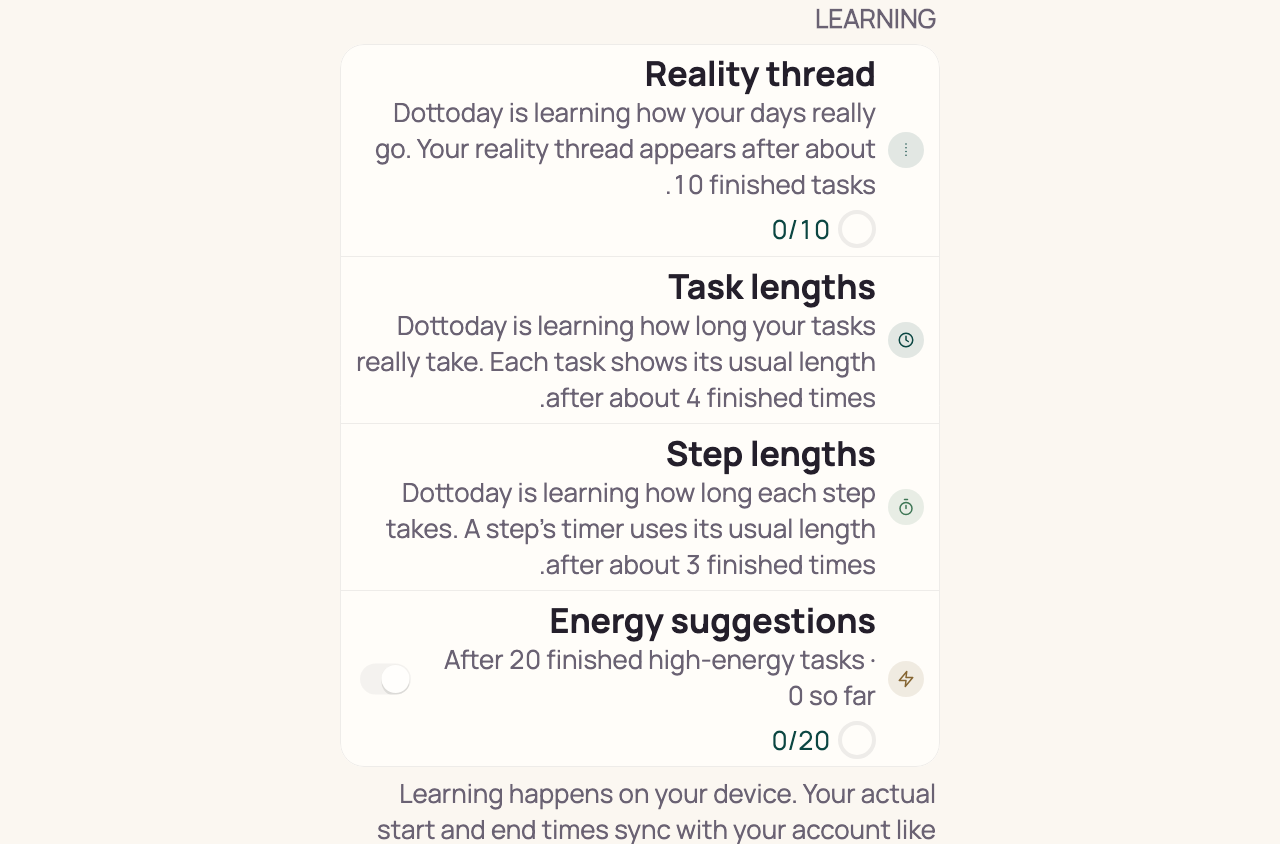 LEARNING
Reality thread
Dottoday is learning how your days really
go. Your reality thread appears after about
.10 finished tasks
0/10
Task lengths
Dottoday is learning how long your tasks
really take. Each task shows its usual length
.after about 4 finished times
Step lengths
Dottoday is learning how long each step
takes. A step's timer uses its usual length
.after about 3 finished times
Energy suggestions
After 20 finished high-energy tasks ·
0 so far
0/20
Learning happens on your device. Your actual
start and end times sync with your account like